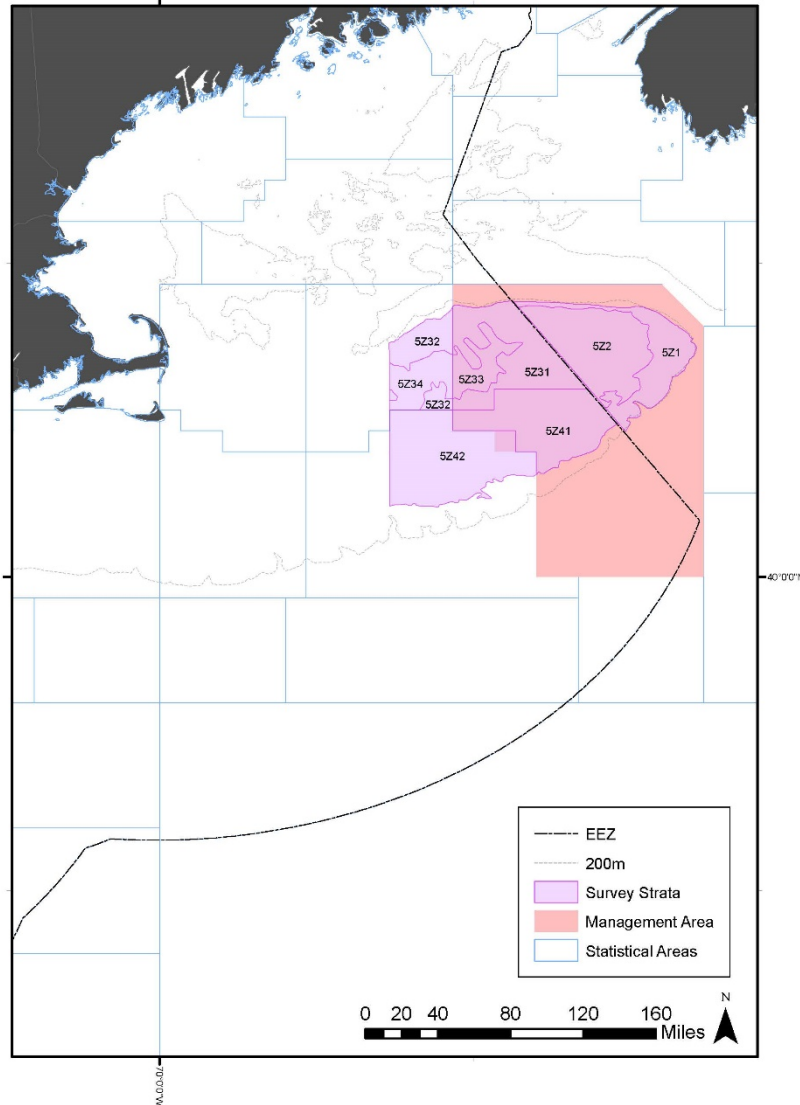 5Z32
5Z2
5Z1
5Z34
5Z33
5Z31
5Z32
5Z41
5Z42
40°0'0"N
EEZ
200m
Survey Strata
Management Area
Statistical Areas
N
0 20 40 80 120 160
Miles
70°0'0"W